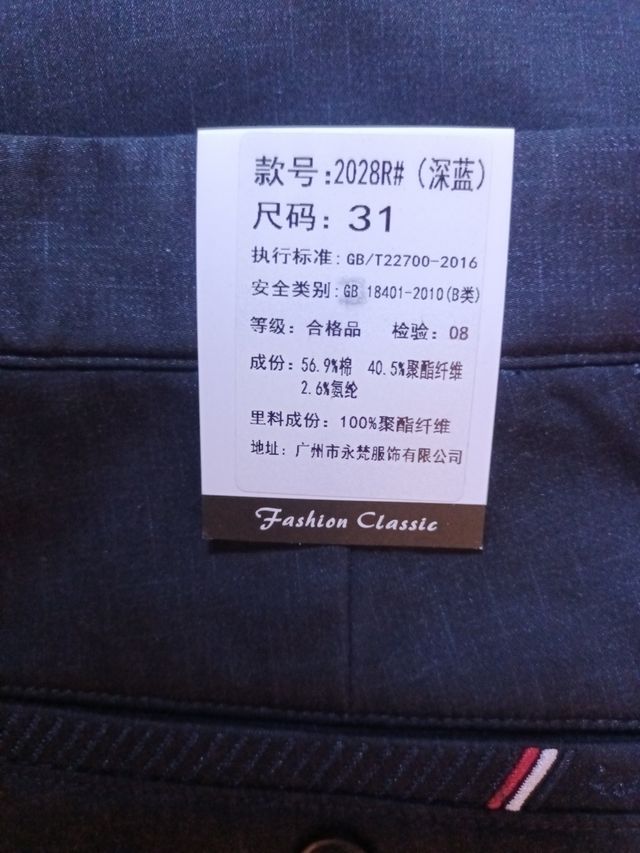 款号:2028R#(深蓝)
尺码: 31
执行标准: GB/T22700-2016
安全类别: GB 18401-2010(B类)
等级: 合格品 检验: 08
成份: 56.9%棉 40.5%聚酯纤维
2.6%氨纶
里料成份: 100%聚酯纤维
地址: 广州市永梵服饰有限公司
Fashion Classic